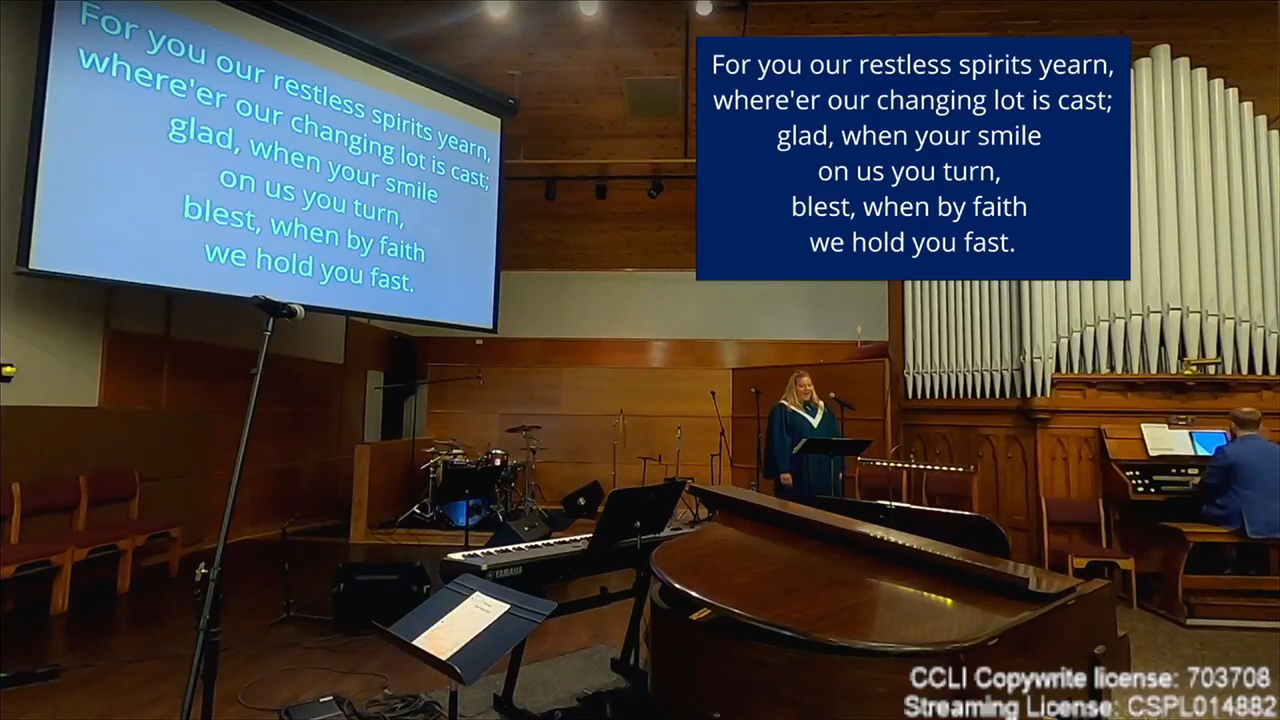 For you our restless spirits yearn,
where'er our changing lot is cast;
glad, when your smile
on us you turn,
blest, when by faith
we hold you fast.
For you our restless spirits yearn,
where'er our changing lot is cast;
glad, when your smile
on us you turn,
blest, when by faith
we hold you fast.
YAMAHA
CCLI Copywrite license: 703708
Streaming License: CSPL014882